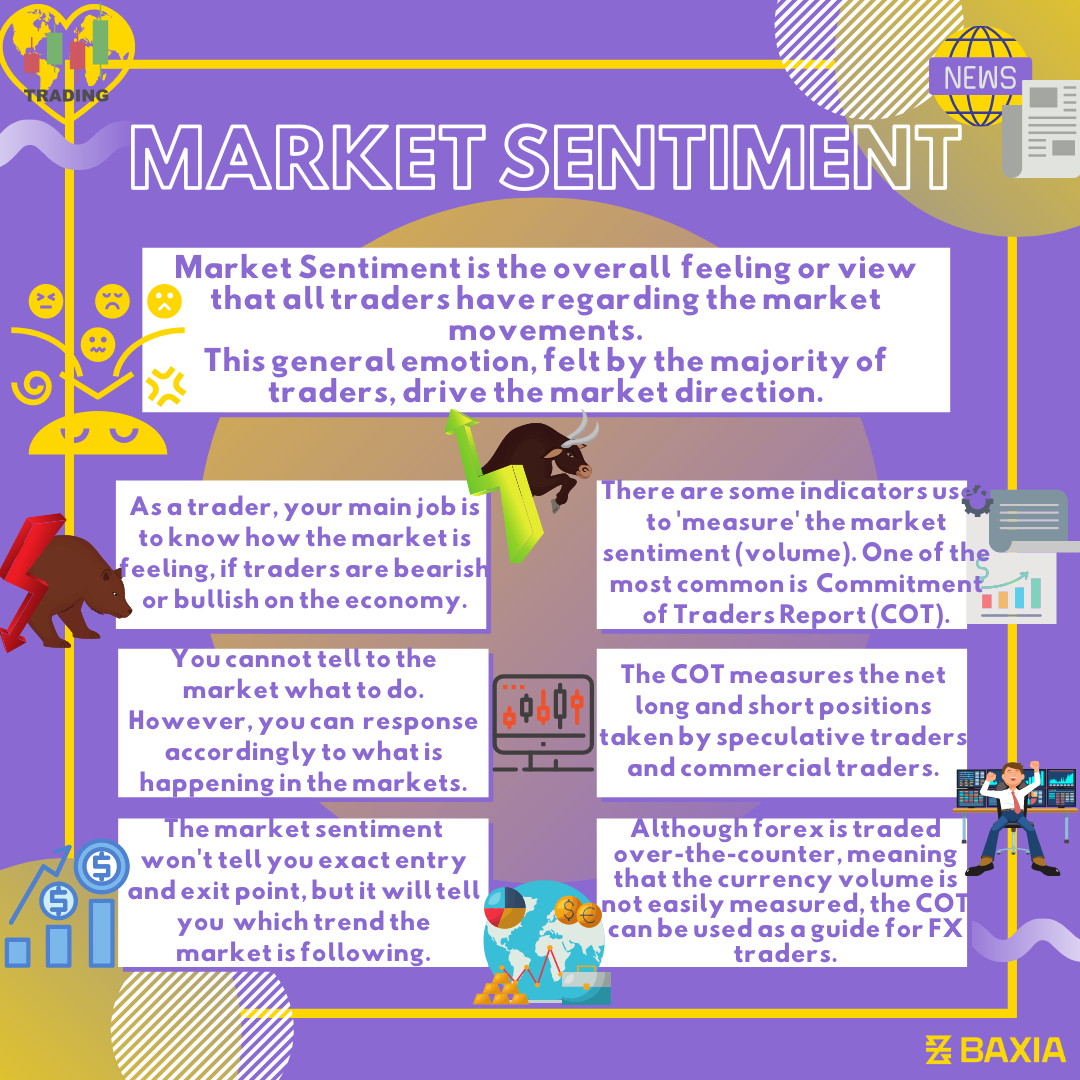 TRADING
NEWS
MARKET SENTIMENT
Market Sentiment is the overall feeling or view
that all traders have regarding the market
movements.
This general emotion, felt by the majority of
traders, drive the market direction.
As a trader, your main job is
to know how the market is
feeling, if traders are bearish
or bullish on the economy.
You cannot tell to the
market what to do.
However, you can response
accordingly to what is
happening in the markets.
The market sentiment
won't tell you exact entry
and exit point, but it will tell
you which trend the
market is following.
There are some indicators used
to 'measure' the market
sentiment (volume). One of the
most common is Commitment
of Traders Report (COT).
The COT measures the net
long and short positions
taken by speculative traders
and commercial traders.
Although forex is traded
over-the-counter, meaning
that the currency volume is
not easily measured, the COT
can be used as a guide for FX
traders.
BAXIA